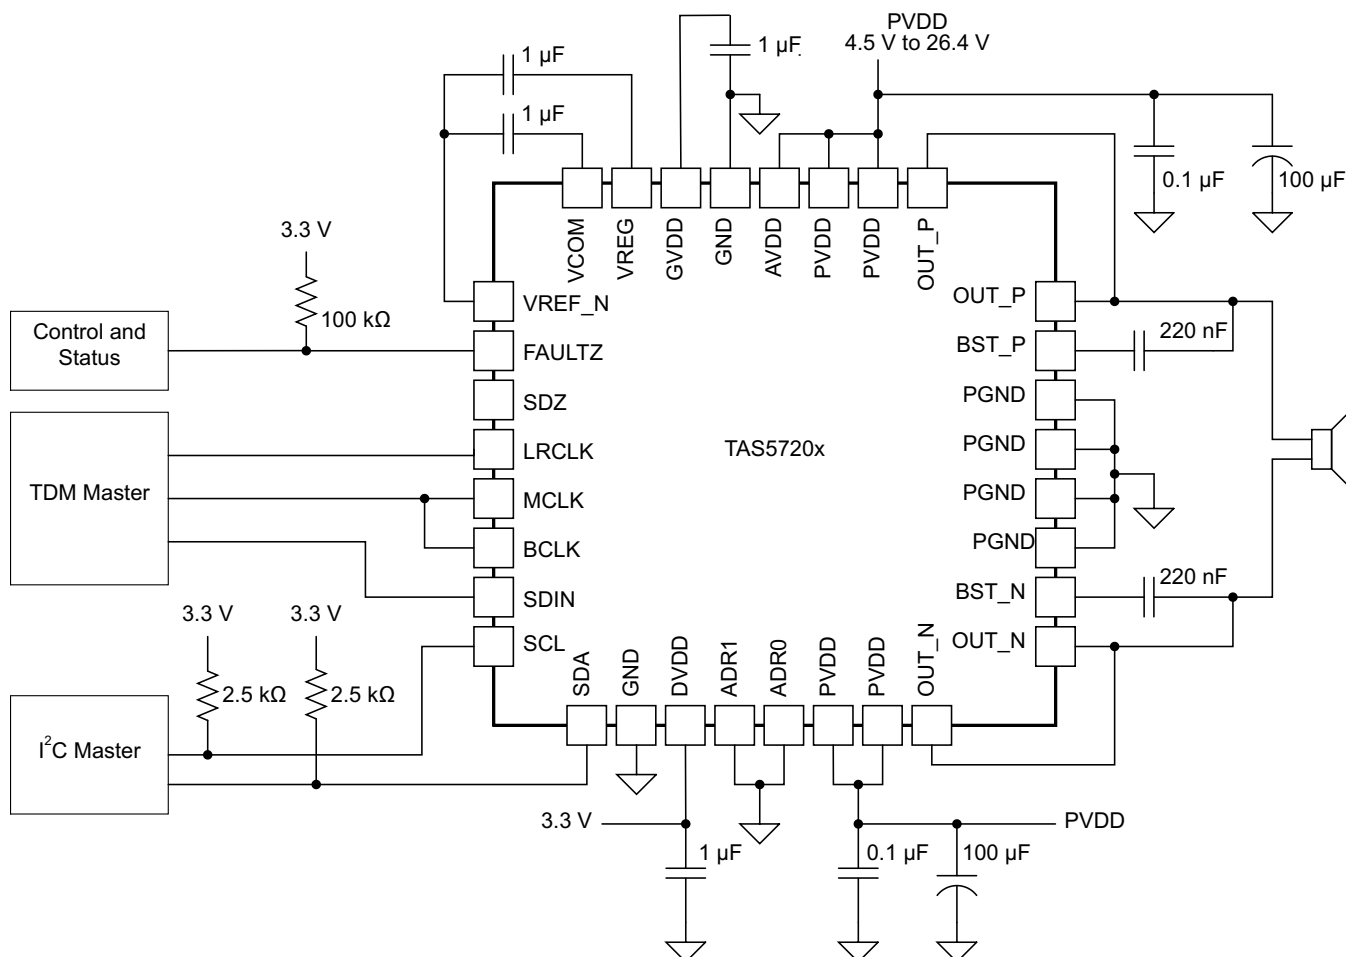 PVDD
4.5 V to 26.4 V
1 µF
1 µF
1 µF
0.1 µF
100 µF
VCOM
VREG
GVDD
GND
AVDD
PVDD
PVDD
OUT_P
3.3 V
100 kΩ
Control and
Status
TDM Master
VREF_N
FAULTZ
SDZ
LRCLK
MCLK
BCLK
SDIN
SCL
TAS5720x
OUT_P
BST_P
PGND
PGND
PGND
PGND
BST_N
OUT_N
220 nF
220 nF
3.3 V
3.3 V
2.5 kΩ
2.5 kΩ
I²C Master
SDA
GND
DVDD
ADR1
ADR0
PVDD
PVDD
OUT_N
3.3 V
PVDD
1 µF
0.1 µF
100 µF